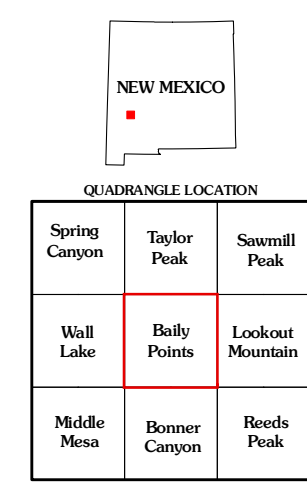 NEW MEXICO
QUADRANGLE LOCATION
Spring
Canyon
Taylor
Peak
Sawmill
Peak
Wall
Lake
Baily
Points
Lookout
Mountain
Middle
Mesa
Bonner
Canyon
Reeds
Peak